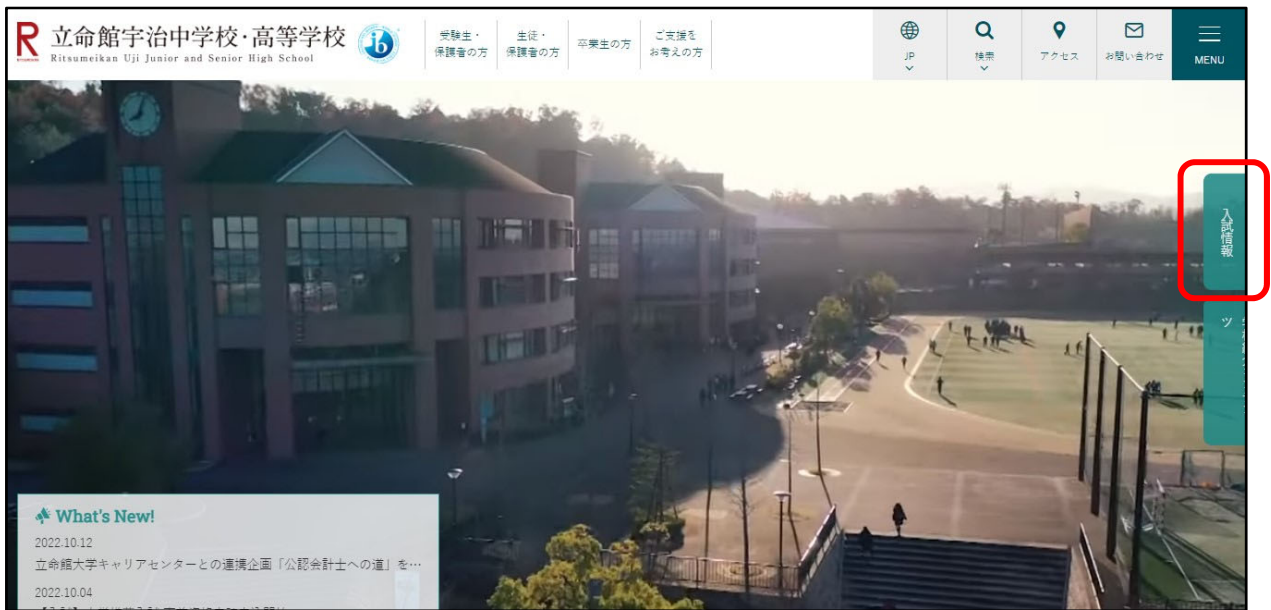 R 立命館宇治中学校・高等学校
Ritsumeikan Uji Junior and Senior High School
RITSUMEIKAN
ib
受験生・
保護者の方
生徒・
保護者の方
卒業生の方
ご支援を
お考えの方
JP
検索
アクセス
お問い合わせ
MENU
入試情報
ツ
What's New!
2022.10.12
立命館大学キャリアセンターとの連携企画「公認会計士への道」を…
2022.10.04